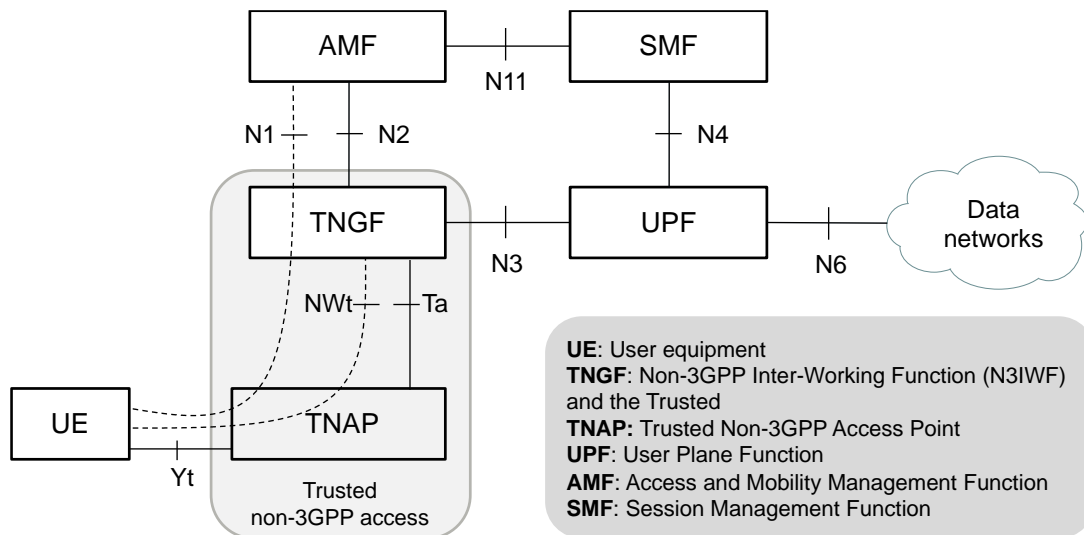 AMF
SMF
N11
N1
N2
N4
TNGF
UPF
Data
networks
N3
N6
NWt
Ta
UE
TNAP
Yt
Trusted
non-3GPP access
UE: User equipment
TNGF: Non-3GPP Inter-Working Function (N3IWF)
and the Trusted
TNAP: Trusted Non-3GPP Access Point
UPF: User Plane Function
AMF: Access and Mobility Management Function
SMF: Session Management Function